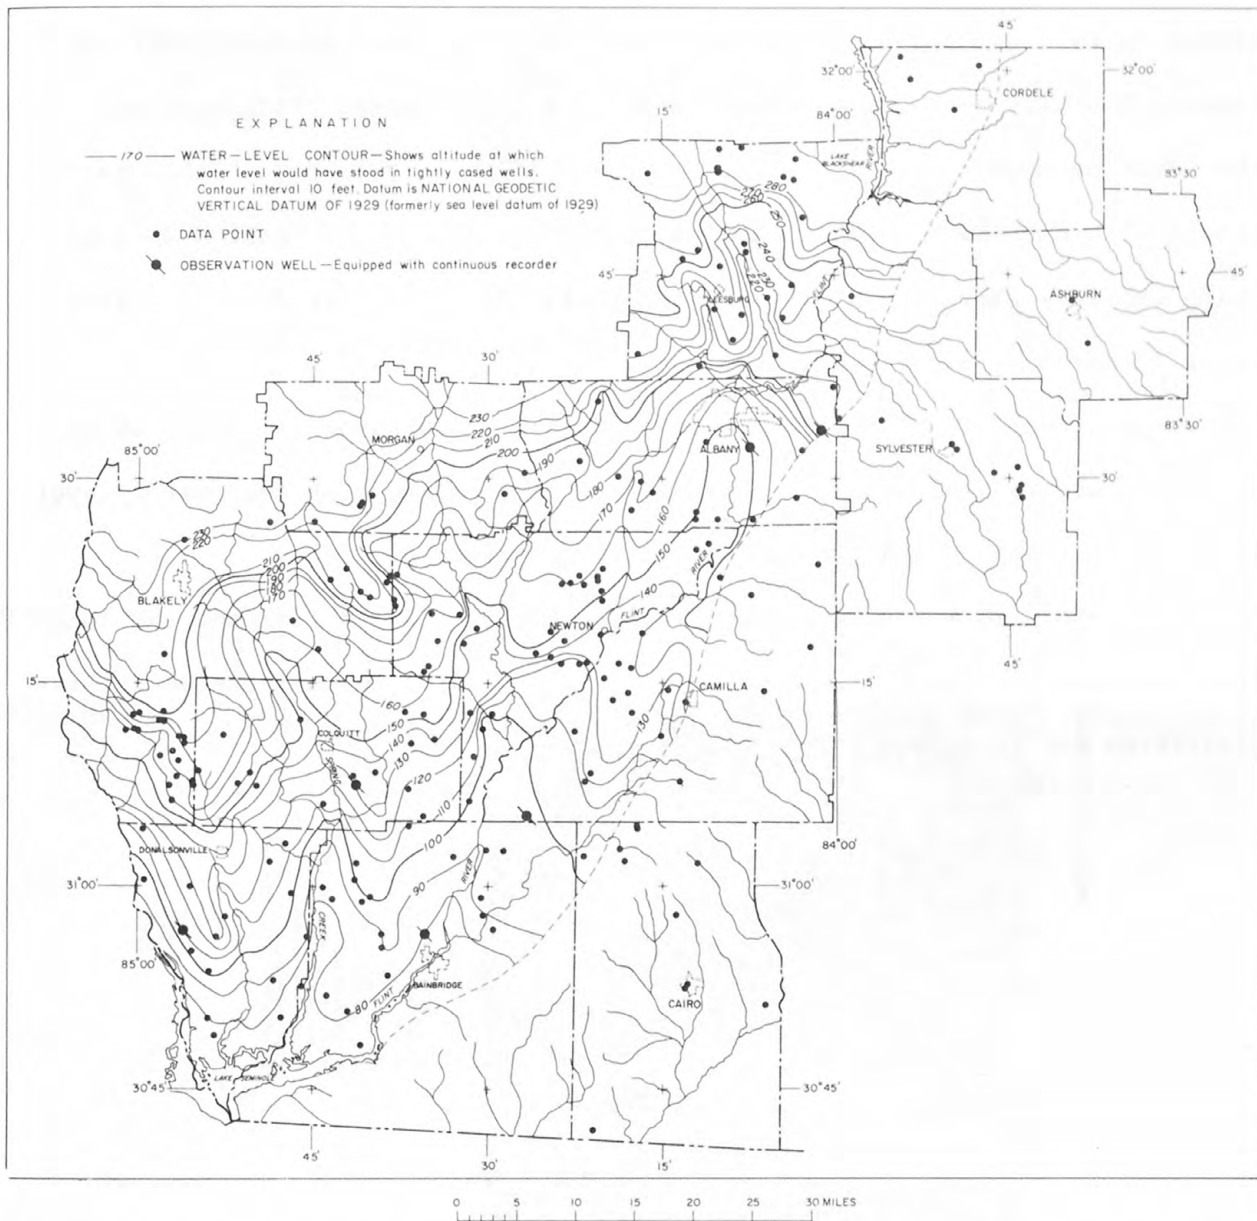 EXPLANATION
170 WATER-LEVEL CONTOUR—Shows altitude at which
water level would have stood in tightly cased wells.
Contour interval 10 feet. Datum is NATIONAL GEODETIC
VERTICAL DATUM OF 1929 (formerly sea level datum of 1929)
DATA POINT
OBSERVATION WELL—Equipped with continuous recorder
45'
32°00'
32°00'
CORDELE
15'
84°00'
LAKE
BLACKSHEAR
RIVER
83°30'
280
270
260
250
240
230
220
45'
45'
FLINT
LEESBURG
ASHBURN
45'
30'
83°30'
230
220
210
200
190
MORGAN
ALBANY
SYLVESTER
85°00'
30'
30'
180
170
160
150
140
230
220
210
200
190
180
170
BLAKELY
RIVER
FLINT
NEWTON
45'
15'
15'
CAMILLA
130
160
150
140
130
120
110
100
90
COLQUITT
SPRING
DONALSONVILLE
84°00'
RIVER
31°00'
31°00'
CREEK
85°00'
BAINBRIDGE
FLINT
80
CAIRO
LAKE SEMINOLE
30°45'
30°45'
45'
30'
15'
0 5 10 15 20 25 30 MILES